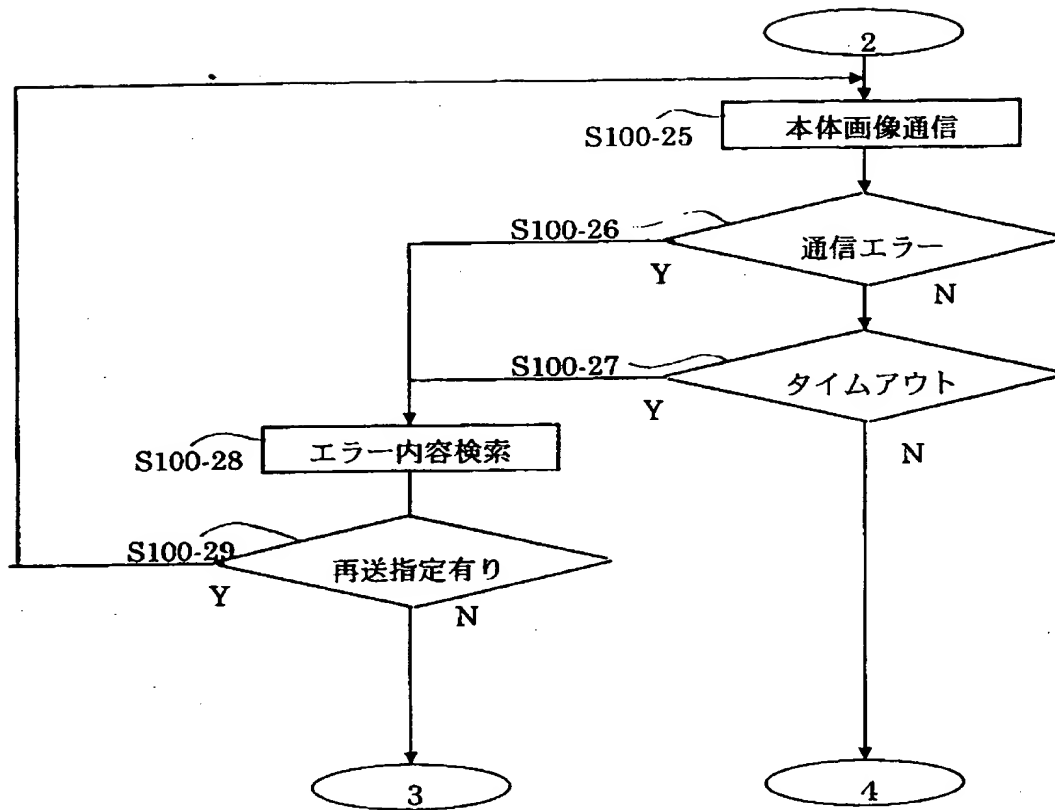 2
本体画像通信
S100-25
S100-26
通信エラー
Y
N
S100-27
タイムアウト
Y
N
エラー内容検索
S100-28
S100-29
再送指定有り
Y
N
3
4